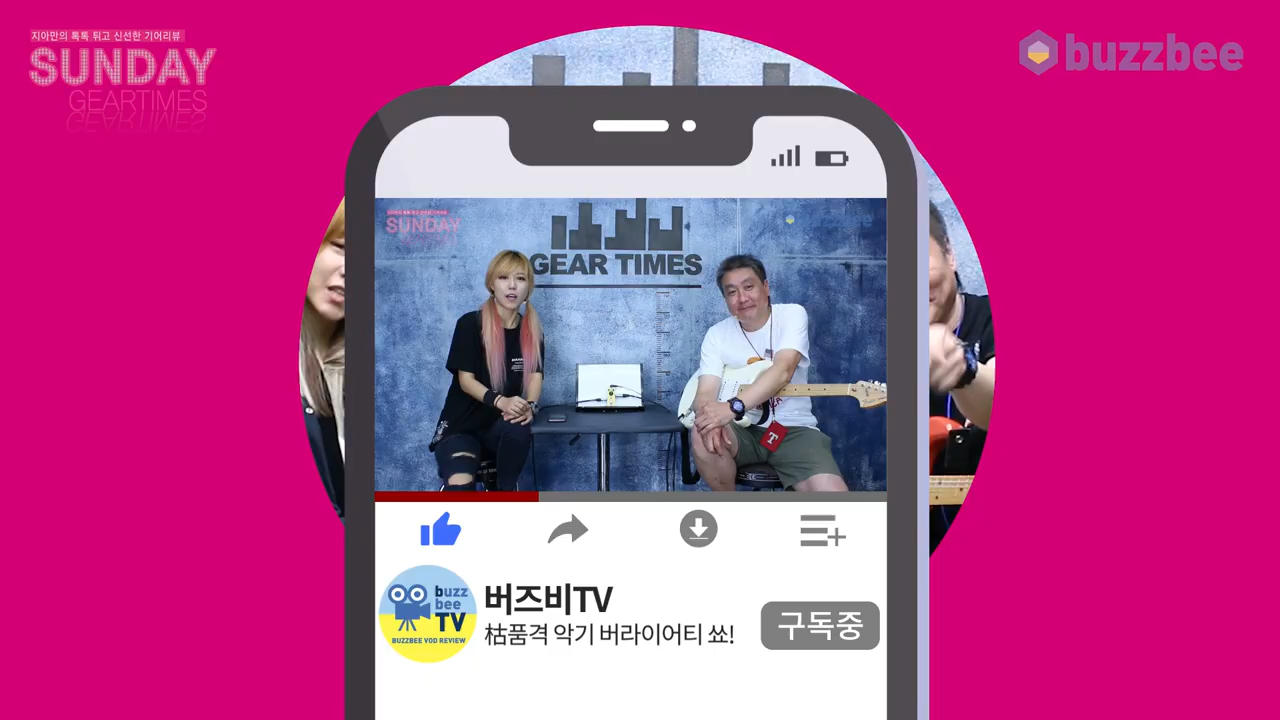 지아만의 톡톡 튀고 신선한 기어리뷰
SUNDAY
GEARTIMES
buzzbee
SUNDAY
GEAR TIMES
T
buzz
bee
TV
BUZZBEE VOD REVIEW
버즈비TV
枯품격 악기 버라이어티 쑈!
구독중